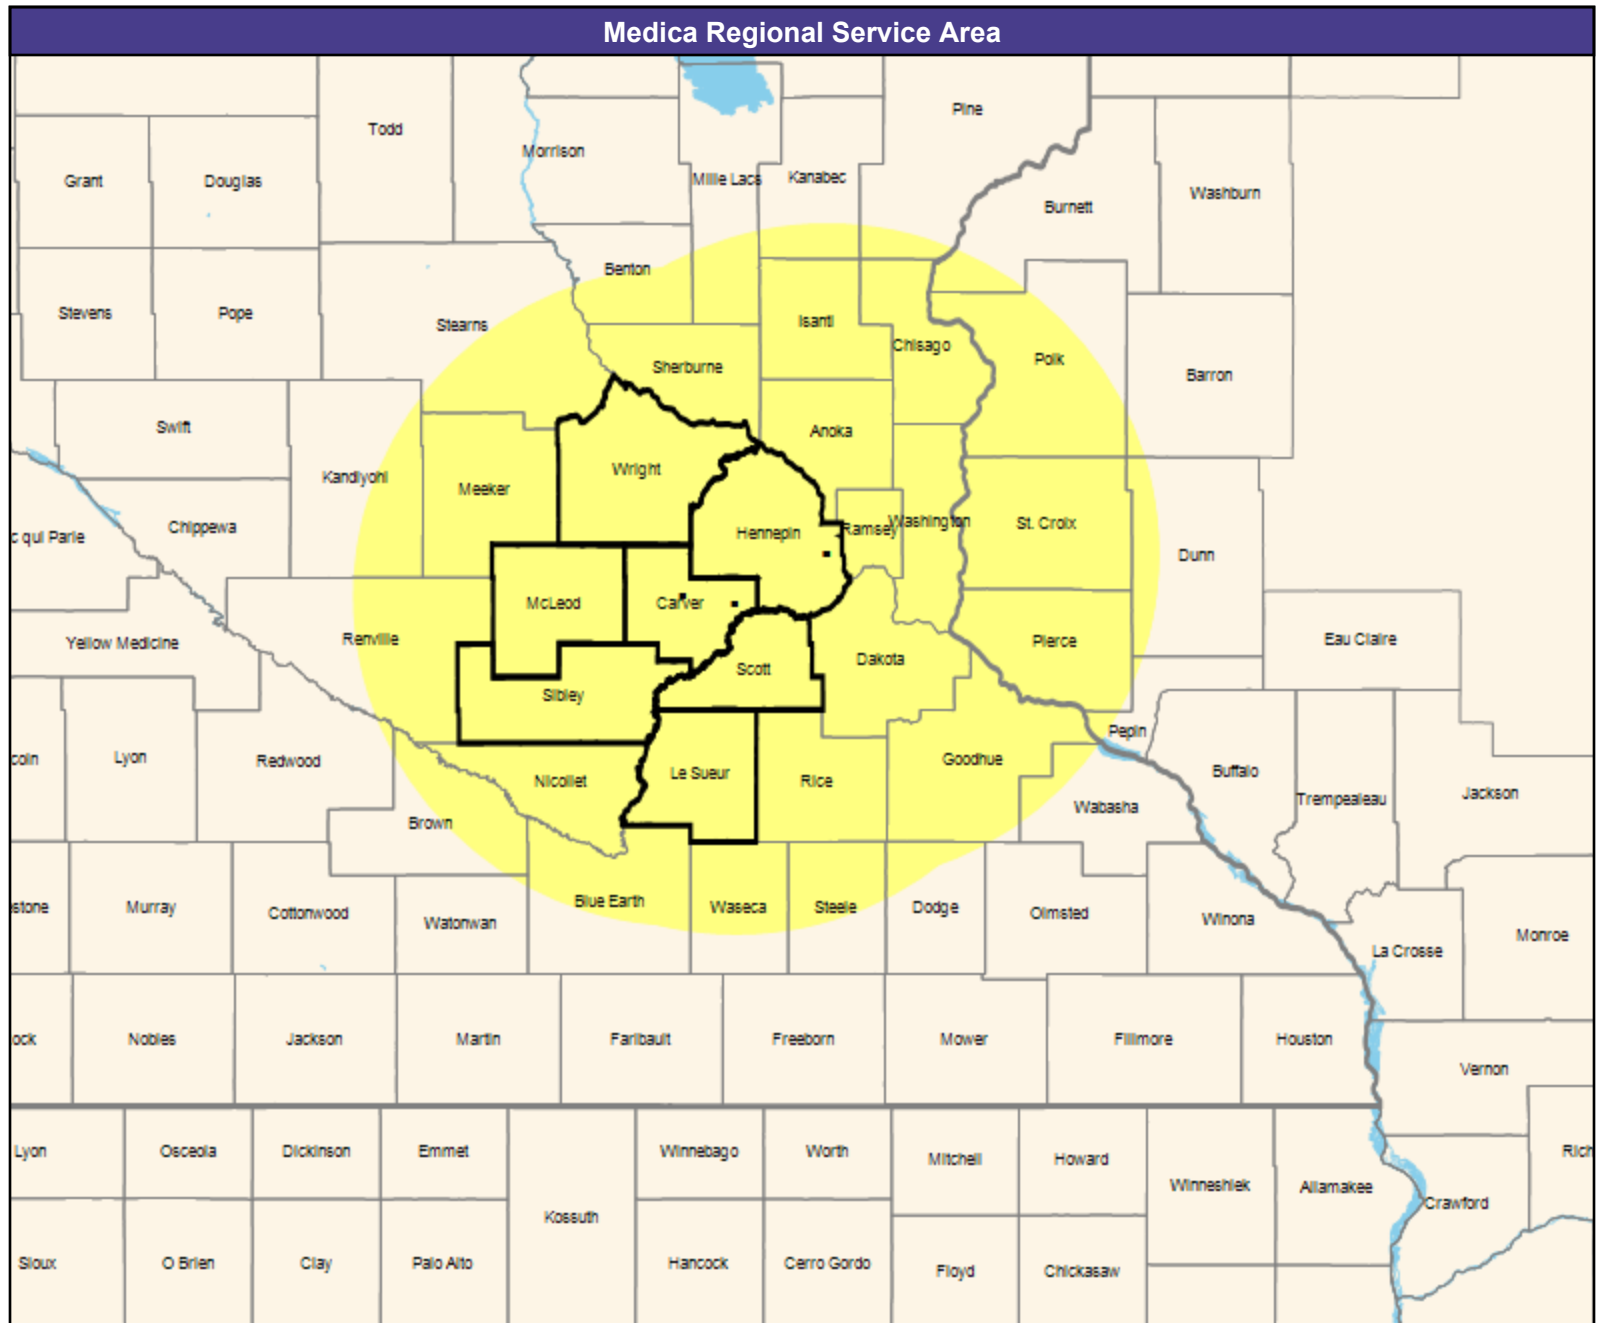 Medica Regional Service Area
Pine
Todd
Morrison
Mille Lacs
Kanabec
Grant
Douglas
Washburn
Burnett
Benton
Stevens
Pope
Stearns
Isanti
Chisago
Polk
Barron
Sherburne
Swift
Anoka
Kandiyohi
Meeker
Wright
Chippewa
Hennepin
Ramsey
Washington
St. Croix
c qui Parle
Dunn
McLeod
Carver
Yellow Medicine
Renville
Pierce
Eau Claire
Scott
Dakota
Sibley
Pepin
coln
Lyon
Redwood
Nicollet
Le Sueur
Rice
Goodhue
Buffalo
Trempealeau
Jackson
Wabasha
Brown
stone
Murray
Cottonwood
Watonwan
Blue Earth
Waseca
Steele
Dodge
Olmsted
Winona
Monroe
La Crosse
ock
Nobles
Jackson
Martin
Faribault
Freeborn
Mower
Fillmore
Houston
Vernon
Lyon
Osceola
Dickinson
Emmet
Winnebago
Worth
Mitchell
Howard
Rich
Winneshiek
Allamakee
Crawford
Kossuth
Sioux
O Brien
Clay
Palo Alto
Hancock
Cerro Gordo
Floyd
Chickasaw